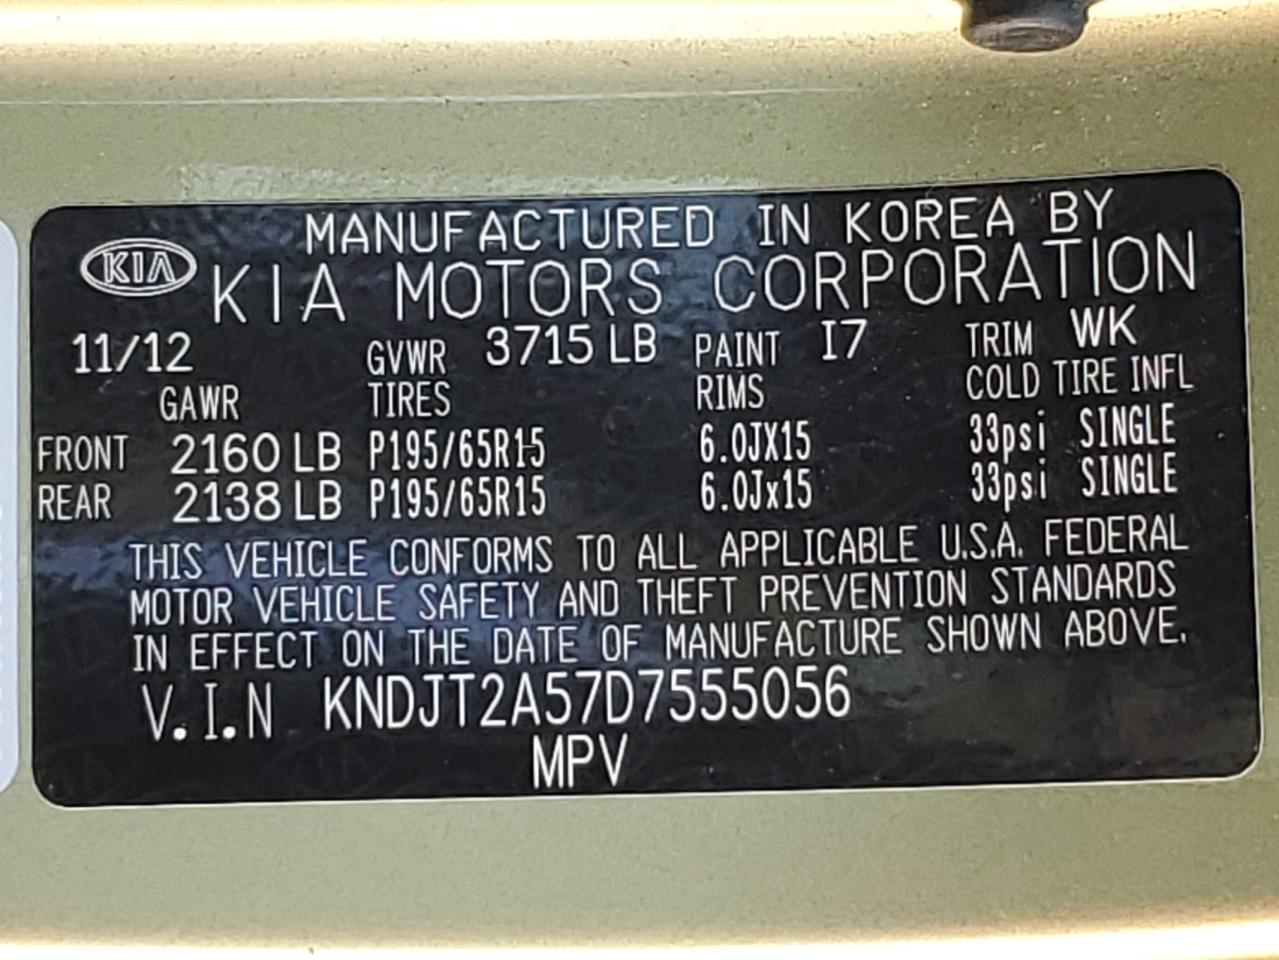 MANUFACTURED IN KOREA BY
KIA KIA MOTORS CORPORATION
11/12 GVWR 3715 LB PAINT I7 TRIM WK
GAWR TIRES RIMS COLD TIRE INFL
FRONT 2160 LB P195/65R15 6.0JX15 33psi SINGLE
REAR 2138 LB P195/65R15 6.0Jx15 33psi SINGLE
THIS VEHICLE CONFORMS TO ALL APPLICABLE U.S.A. FEDERAL
MOTOR VEHICLE SAFETY AND THEFT PREVENTION STANDARDS
IN EFFECT ON THE DATE OF MANUFACTURE SHOWN ABOVE.
V.I.N KNDJT2A57D7555056
MPV